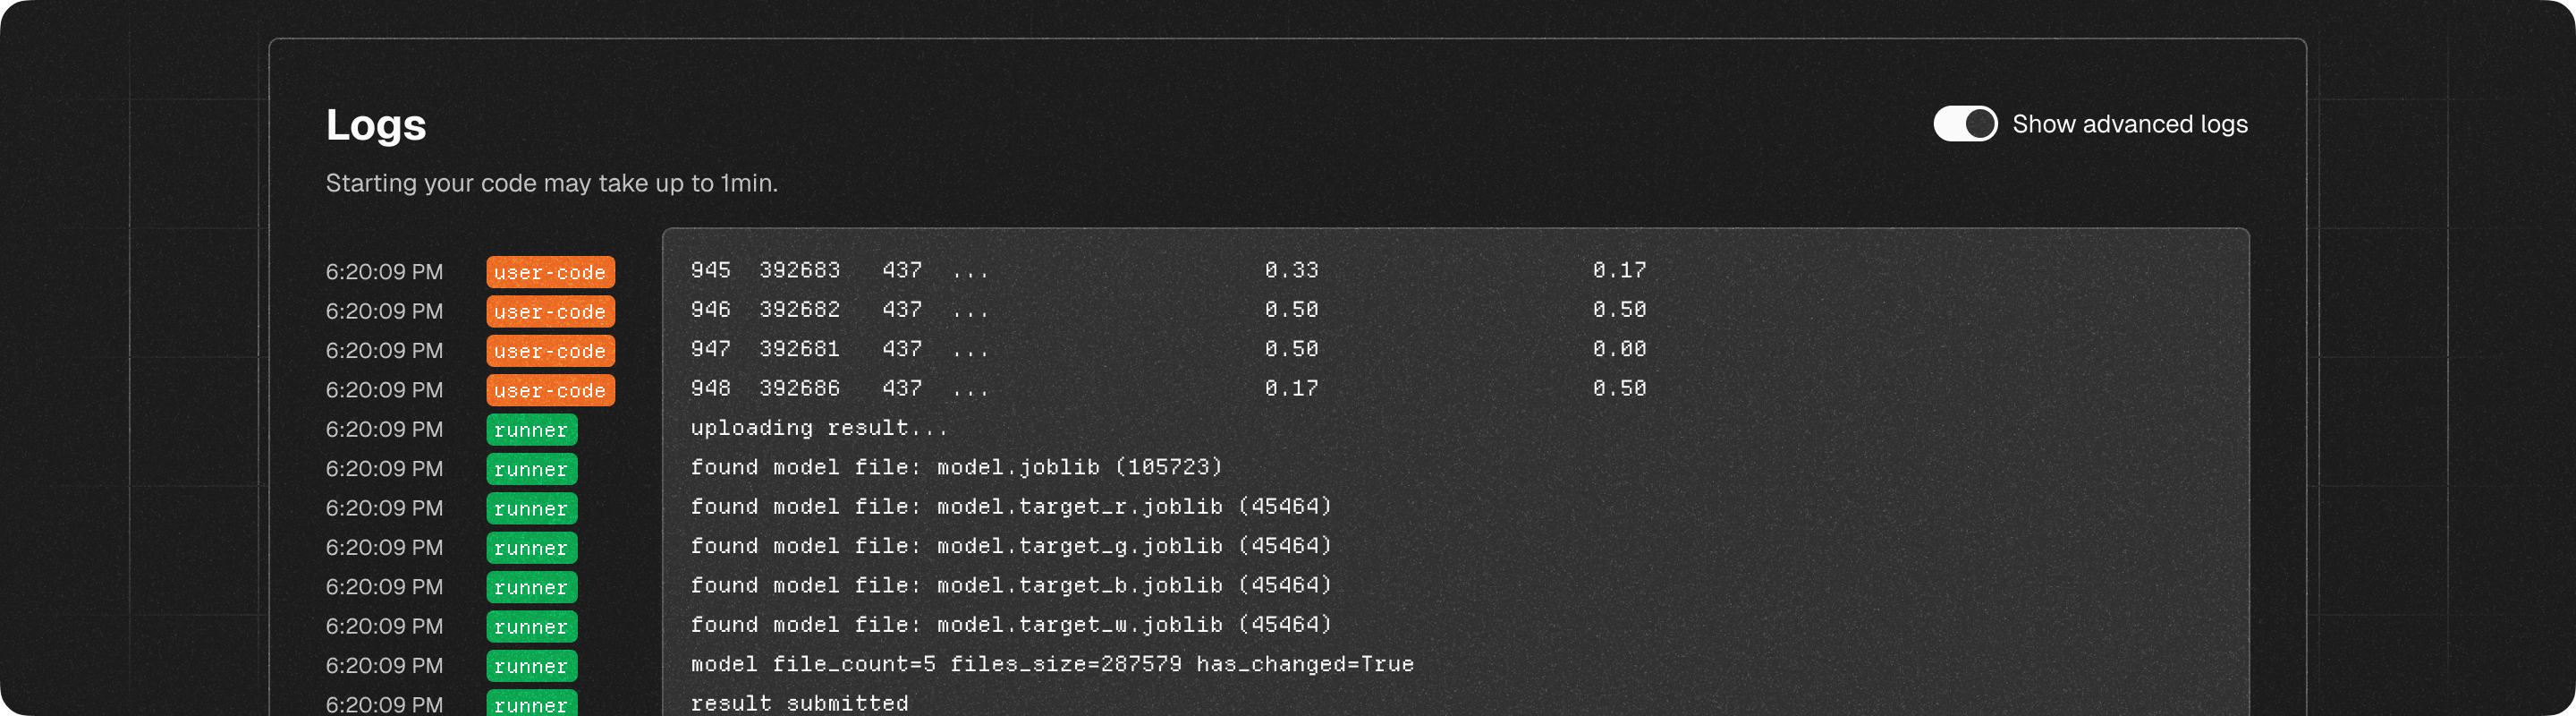 Logs
Show advanced logs
Starting your code may take up to 1min.
6:20:09 PM user-code 945 392683 437 ... 0.33 0.17
6:20:09 PM user-code 946 392682 437 ... 0.50 0.50
6:20:09 PM user-code 947 392681 437 ... 0.50 0.00
6:20:09 PM user-code 948 392686 437 ... 0.17 0.50
6:20:09 PM runner uploading result...
6:20:09 PM runner found model file: model.joblib (105723)
6:20:09 PM runner found model file: model.target_r.joblib (45464)
6:20:09 PM runner found model file: model.target_g.joblib (45464)
6:20:09 PM runner found model file: model.target_b.joblib (45464)
6:20:09 PM runner found model file: model.target_w.joblib (45464)
6:20:09 PM runner model file_count=5 files_size=287579 has_changed=True
6:20:09 PM runner result submitted